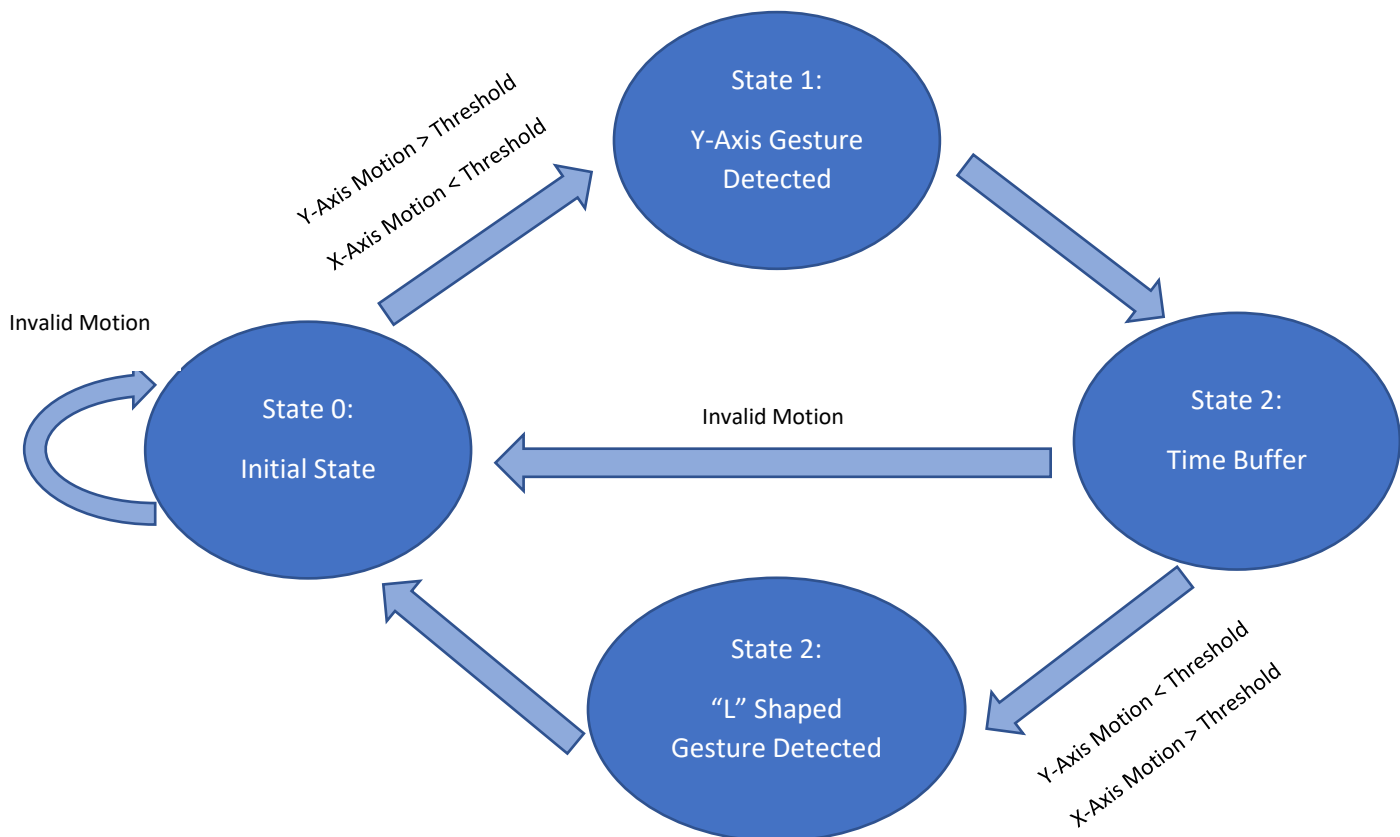 State 1:
Y-Axis Gesture
Detected
Y-Axis Motion > Threshold
X-Axis Motion < Threshold
Invalid Motion
State 0:
Initial State
Invalid Motion
State 2:
Time Buffer
State 2:
“L” Shaped
Gesture Detected
Y-Axis Motion < Threshold
X-Axis Motion > Threshold